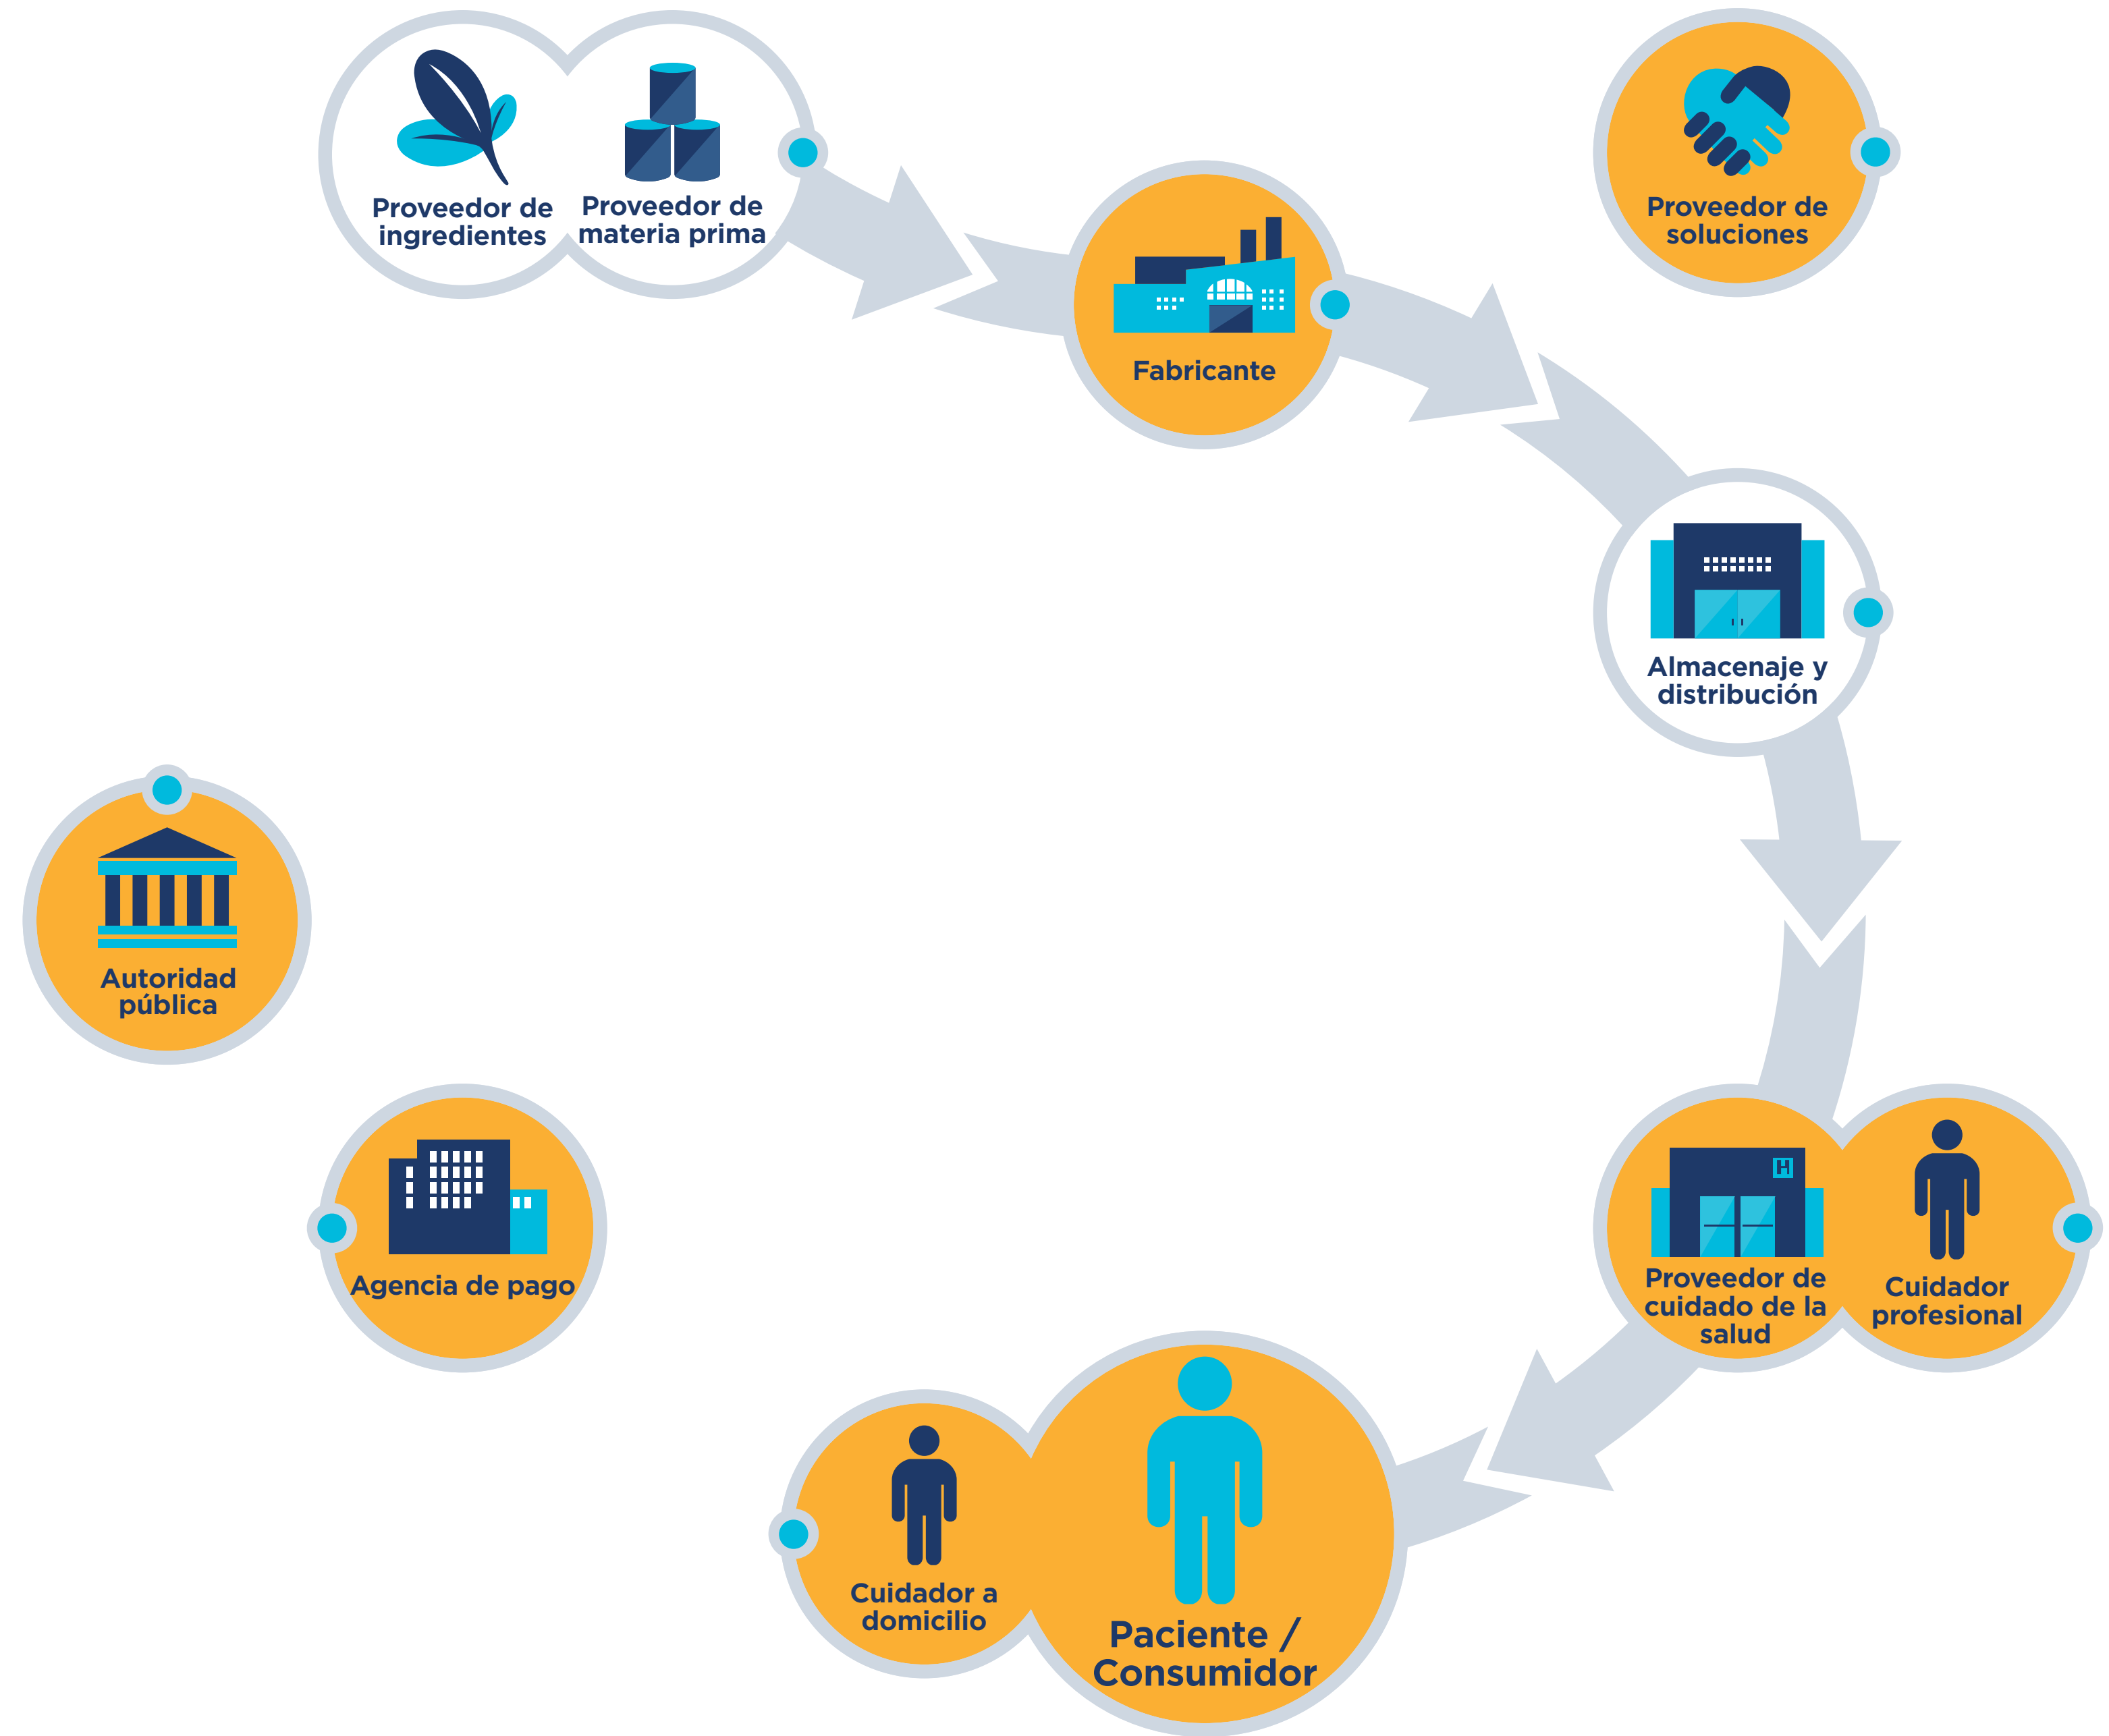 Proveedor de
ingredientes
Proveedor de
materia prima
Proveedor de
soluciones
Fabricante
Almacenaje y
distribución
Autoridad
pública
Agencia de pago
H
Proveedor de
cuidado de la
salud
Cuidador
profesional
Cuidador a
domicilio
Paciente /
Consumidor